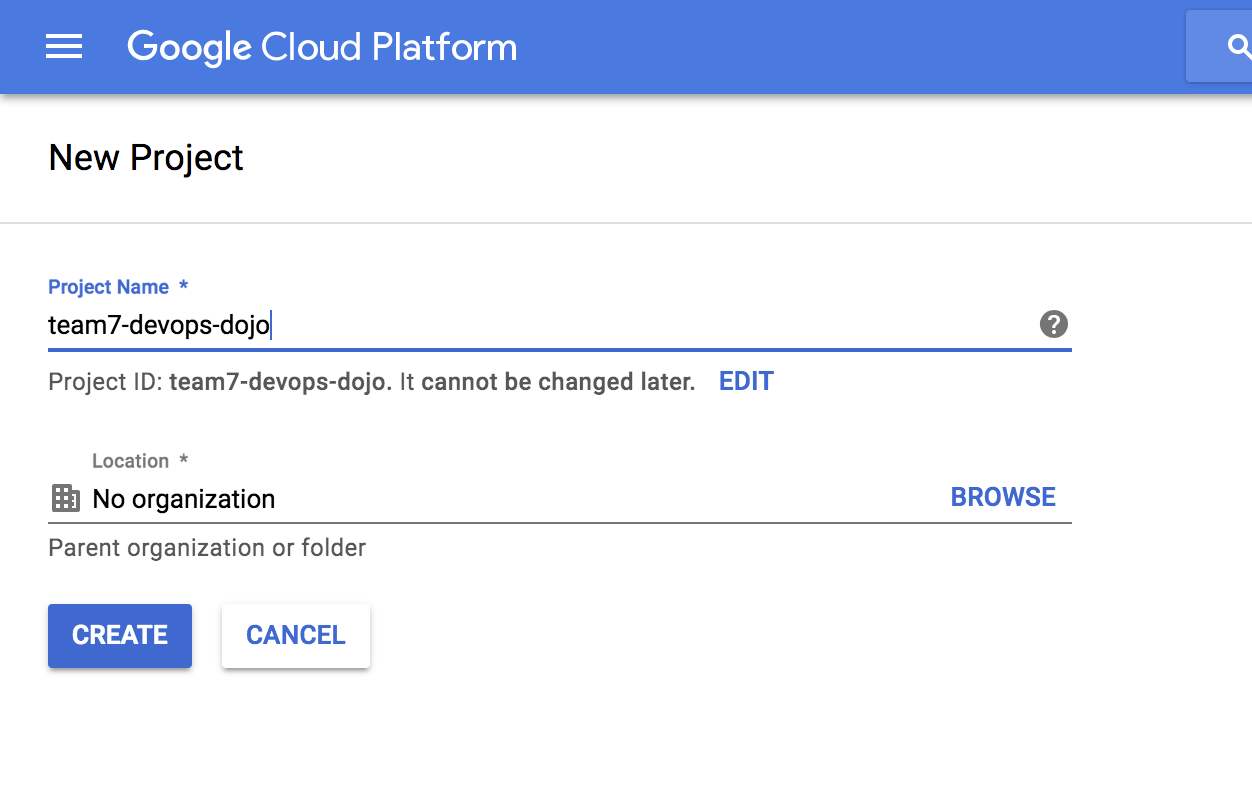 Google Cloud Platform
New Project
Project Name *
team7-devops-dojo
?
Project ID: team7-devops-dojo. It cannot be changed later. EDIT
Location *
No organization BROWSE
Parent organization or folder
CREATE CANCEL